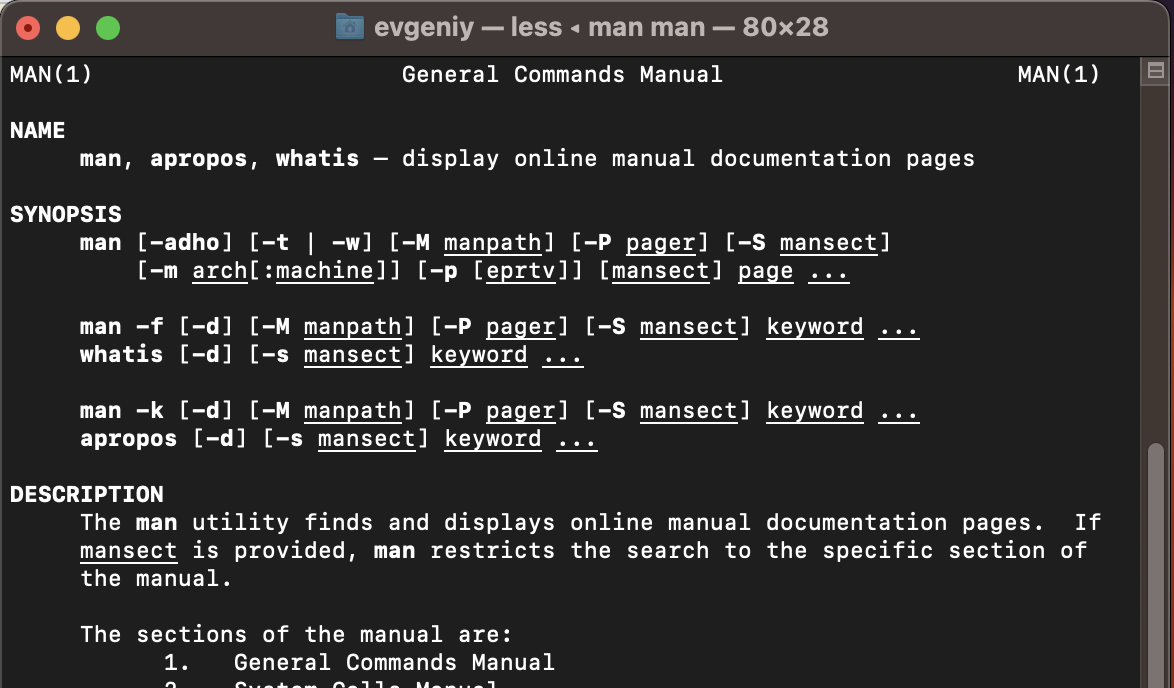 evgeniy — less ◂ man man — 80×28
MAN(1) General Commands Manual MAN(1)
NAME
man, apropos, whatis – display online manual documentation pages
SYNOPSIS
man [-adho] [-t | -w] [-M manpath] [-P pager] [-S mansect]
[-m arch[:machine]] [-p [eprtv]] [mansect] page ...
man -f [-d] [-M manpath] [-P pager] [-S mansect] keyword ...
whatis [-d] [-s mansect] keyword ...
man -k [-d] [-M manpath] [-P pager] [-S mansect] keyword ...
apropos [-d] [-s mansect] keyword ...
DESCRIPTION
The man utility finds and displays online manual documentation pages.  If
mansect is provided, man restricts the search to the specific section of
the manual.
The sections of the manual are:
1.   General Commands Manual
2.   System Calls Manual